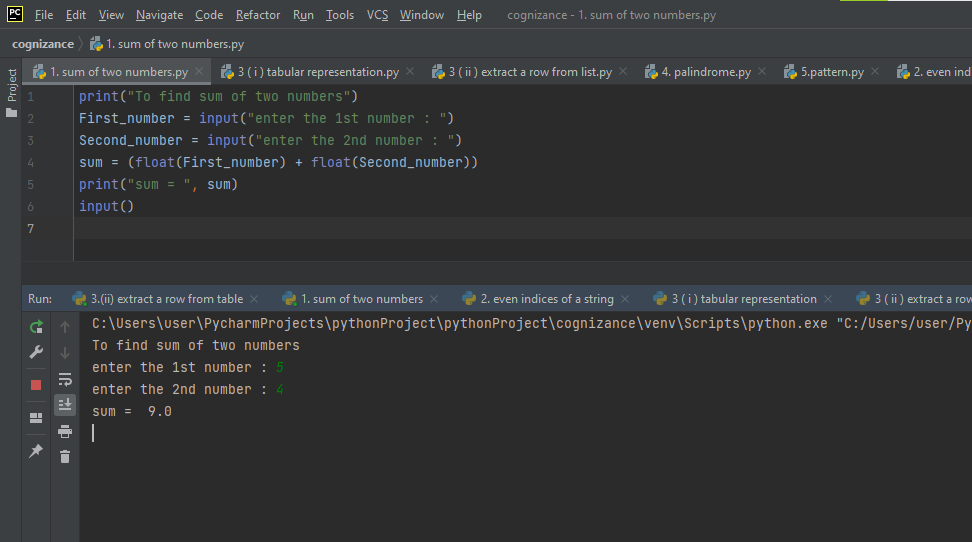 PC File Edit View Navigate Code Refactor Run Tools VCS Window Help cognizance - 1. sum of two numbers.py
cognizance 1. sum of two numbers.py
Project
1. sum of two numbers.py 3 ( i ) tabular representation.py 3 ( ii ) extract a row from list.py 4. palindrome.py 5.pattern.py 2. even ind
1 print("To find sum of two numbers")
2 First_number = input("enter the 1st number : ")
3 Second_number = input("enter the 2nd number : ")
4 sum = (float(First_number) + float(Second_number))
5 print("sum = ", sum)
6 input()
7
Run: 3.(ii) extract a row from table 1. sum of two numbers 2. even indices of a string 3 ( i ) tabular representation 3 ( ii ) extract a row
C:\Users\user\PycharmProjects\pythonProject\pythonProject\cognizance\venv\Scripts\python.exe "C:/Users/user/Py
To find sum of two numbers
enter the 1st number : 5
enter the 2nd number : 4
sum =  9.0